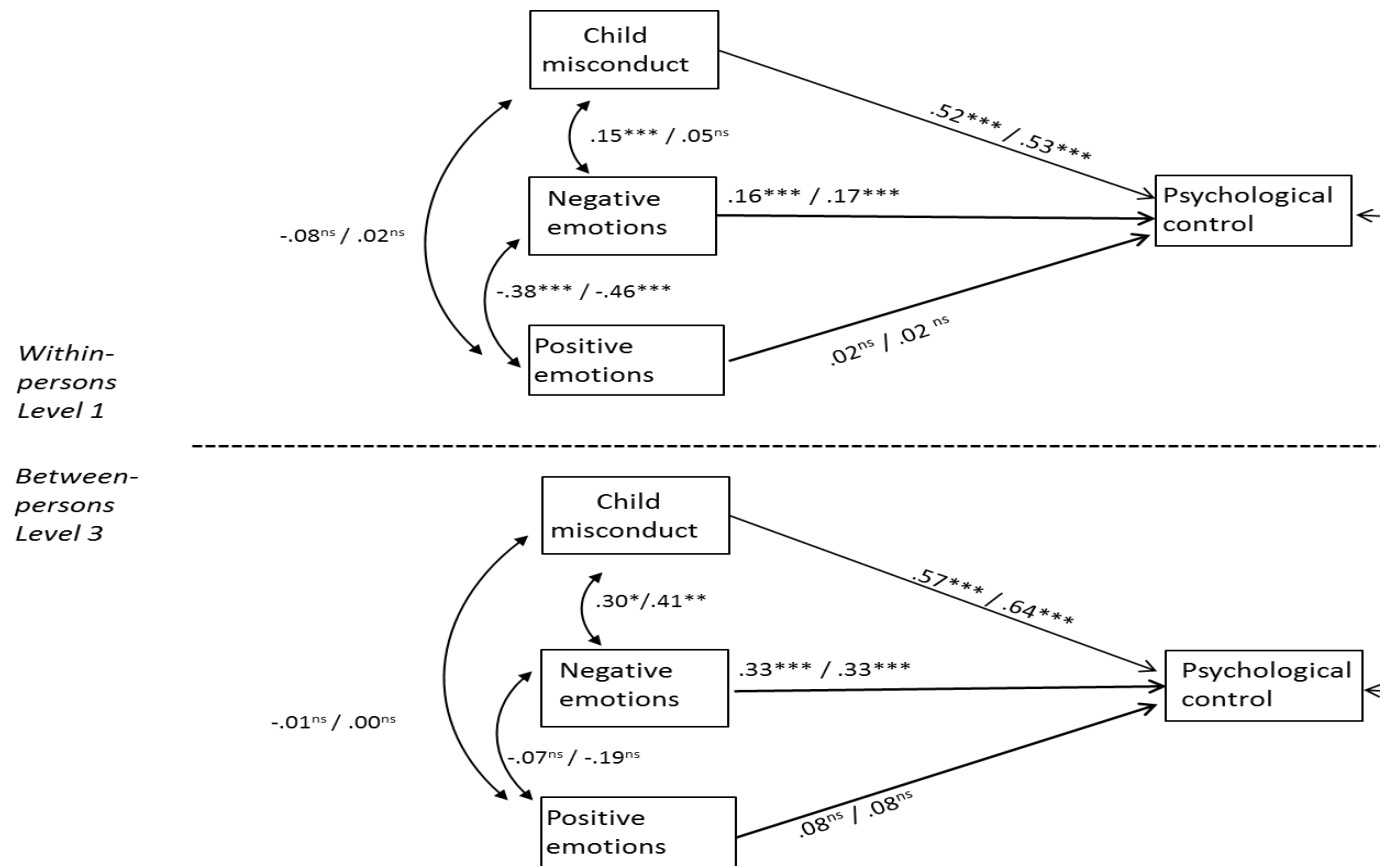 Child
misconduct
.52*** / .53***
.15*** / .05ns
Negative
emotions
.16*** / .17***
Psychological
control
-.08ns / .02ns
-.38*** / -.46***
Positive
emotions
.02ns / .02 ns
Within-
persons
Level 1
Between-
persons
Level 3
Child
misconduct
.57*** / .64***
.30*/.41**
Negative
emotions
.33*** / .33***
Psychological
control
-.01ns / .00ns
-.07ns / -.19ns
Positive
emotions
.08ns / .08ns